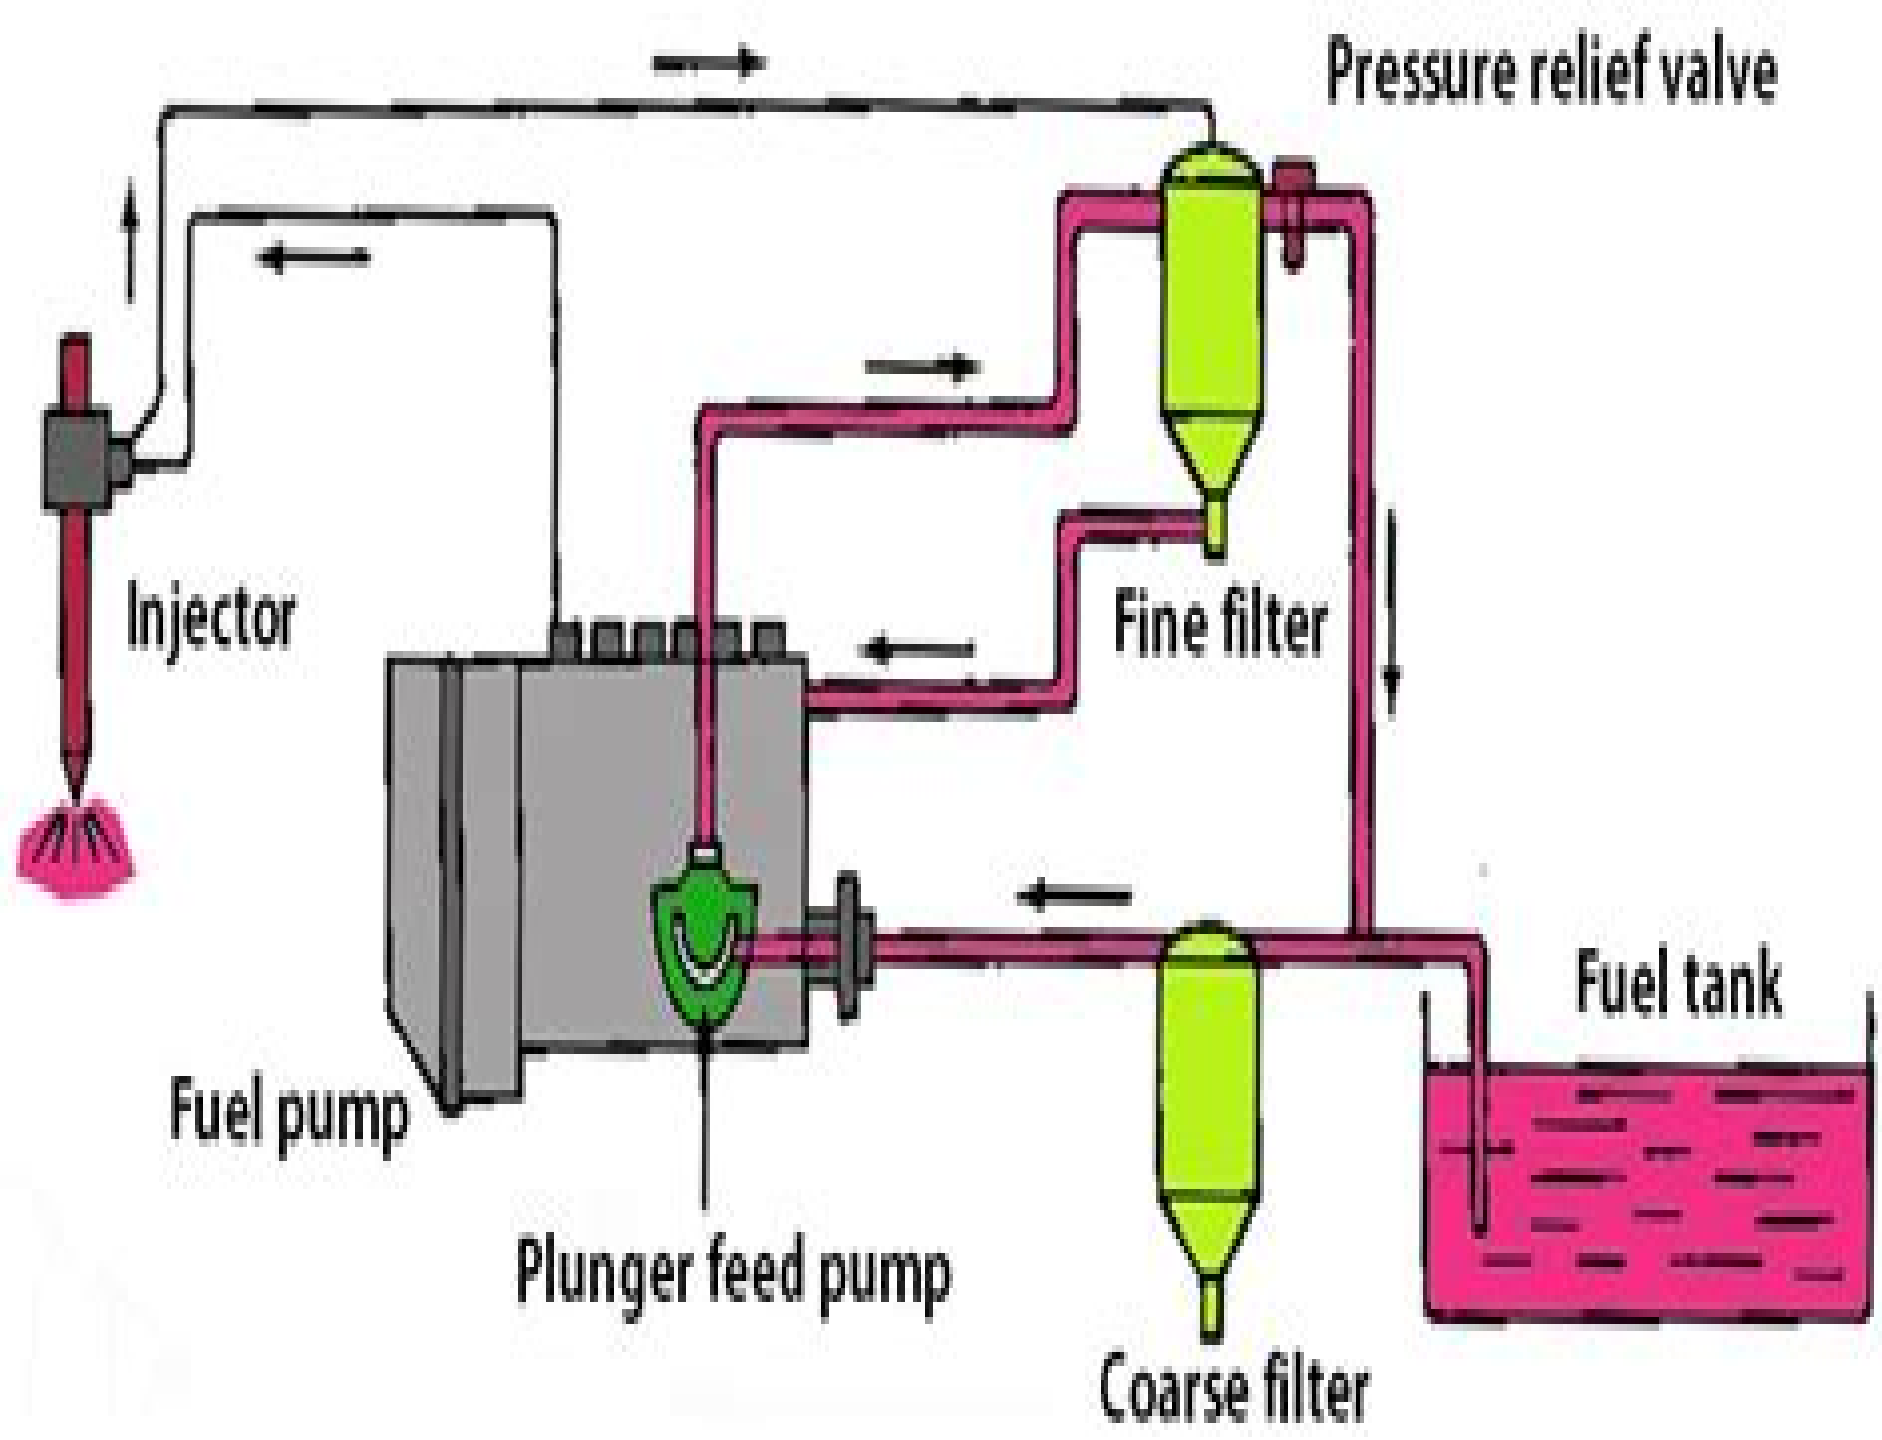 Pressure relief valve
Injector
Fine filter
Fuel tank
Fuel pump
Plunger feed pump
Coarse filter